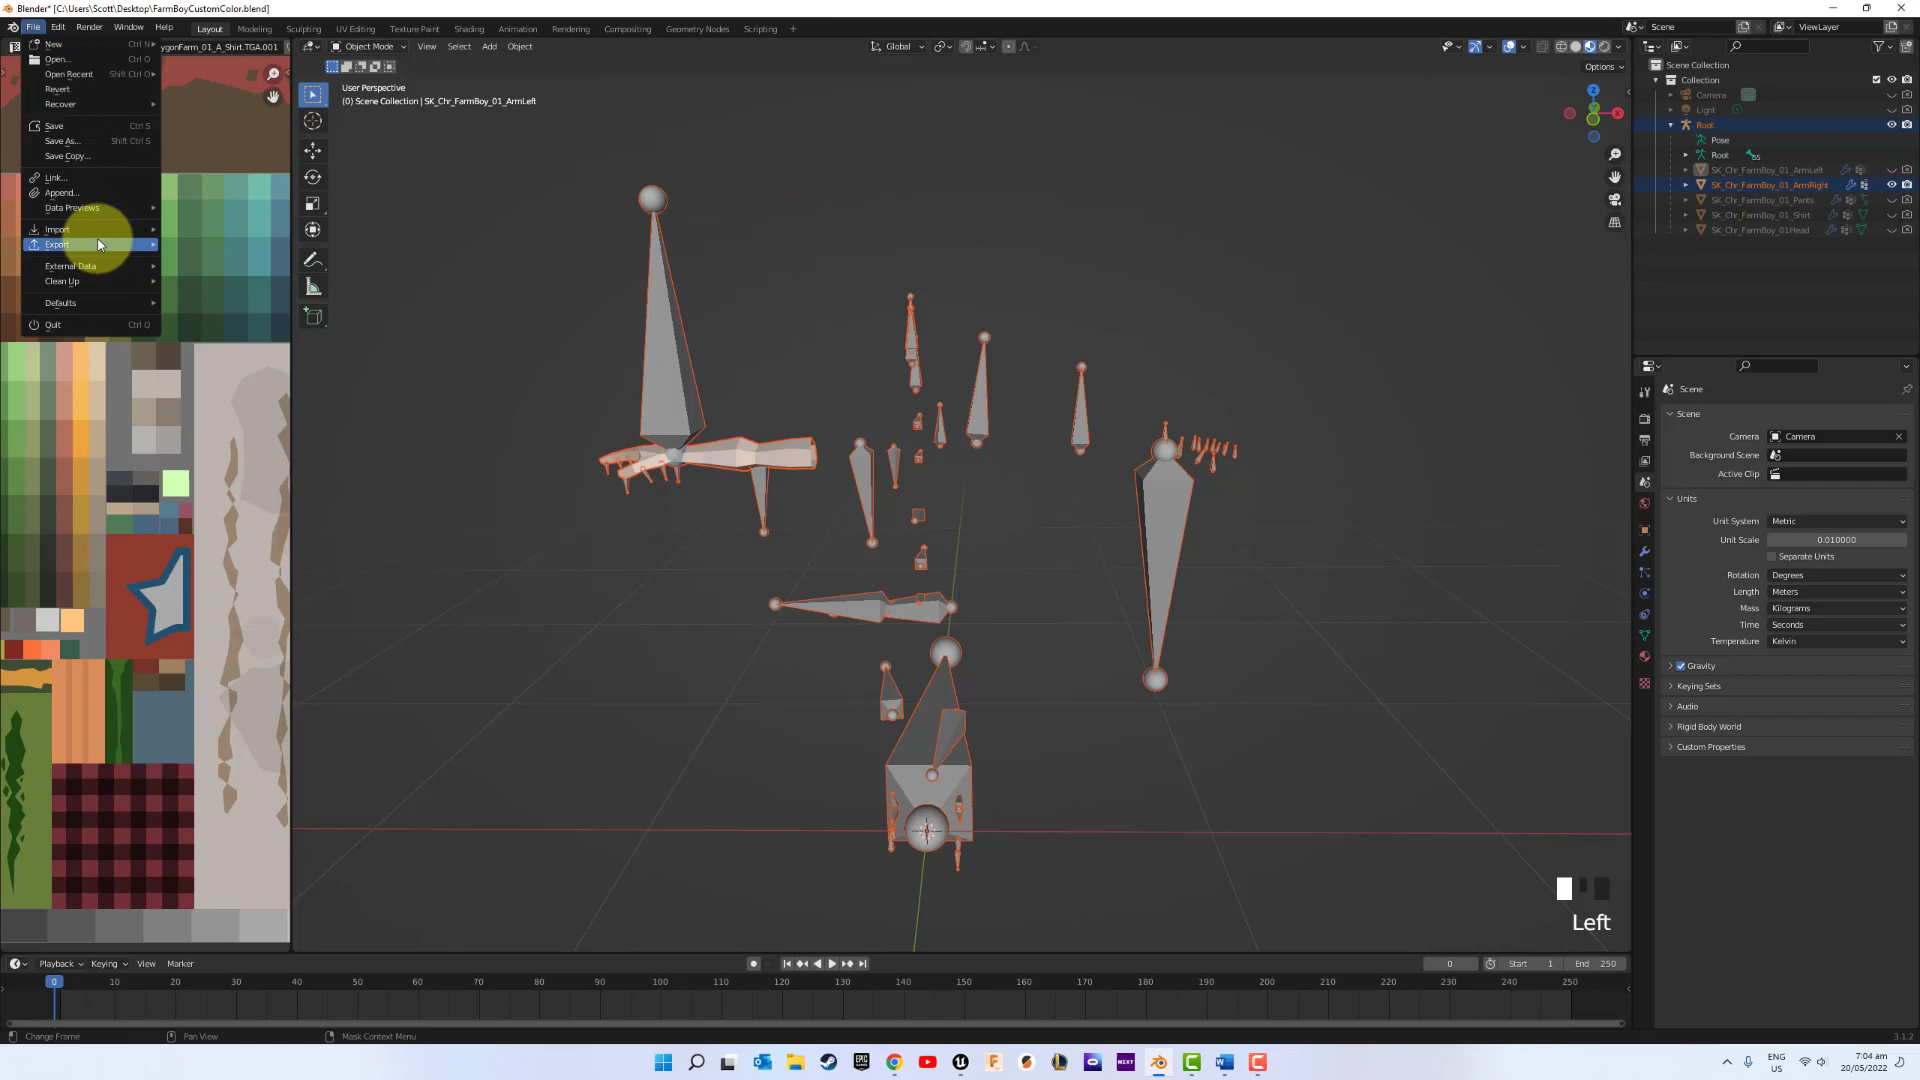 Blender* [C:\Users\Scott\Desktop\FarmBoyCustomColor.blend]
File Edit Render Window Help Layout Modeling Sculpting UV Editing Texture Paint Shading Animation Rendering Compositing Geometry Nodes Scripting + Scene ViewLayer
New Ctrl N
ygonFarm_01_A_Shirt.TGA.001
Object Mode View Select Add Object Global
Open... Ctrl O
Open Recent Shift Ctrl O
Revert
Recover
Save Ctrl S
Save As... Shift Ctrl S
Save Copy...
Link...
Append...
Data Previews
Import
Export
External Data
Clean Up
Defaults
Quit Ctrl Q
User Perspective
(0) Scene Collection | SK_Chr_FarmBoy_01_ArmLeft
Options
Z
X
Left
Scene Collection
Collection
Camera
Light
Root
Pose
Root 55
SK_Chr_FarmBoy_01_ArmLeft
SK_Chr_FarmBoy_01_ArmRight
SK_Chr_FarmBoy_01_Pants
SK_Chr_FarmBoy_01_Shirt
SK_Chr_FarmBoy_01Head
Scene
Scene
Camera Camera
Background Scene
Active Clip
Units
Unit System Metric
Unit Scale 0.010000
Separate Units
Rotation Degrees
Length Meters
Mass Kilograms
Time Seconds
Temperature Kelvin
Gravity
Keying Sets
Audio
Rigid Body World
Custom Properties
Playback Keying View Marker 0 Start 1 End 250
0 10 20 30 40 50 60 70 80 90 100 110 120 130 140 150 160 170 180 190 200 210 220 230 240 250
Change Frame Pan View Mask Context Menu 3.1.2
ENG
US
7:04 am
20/05/2022